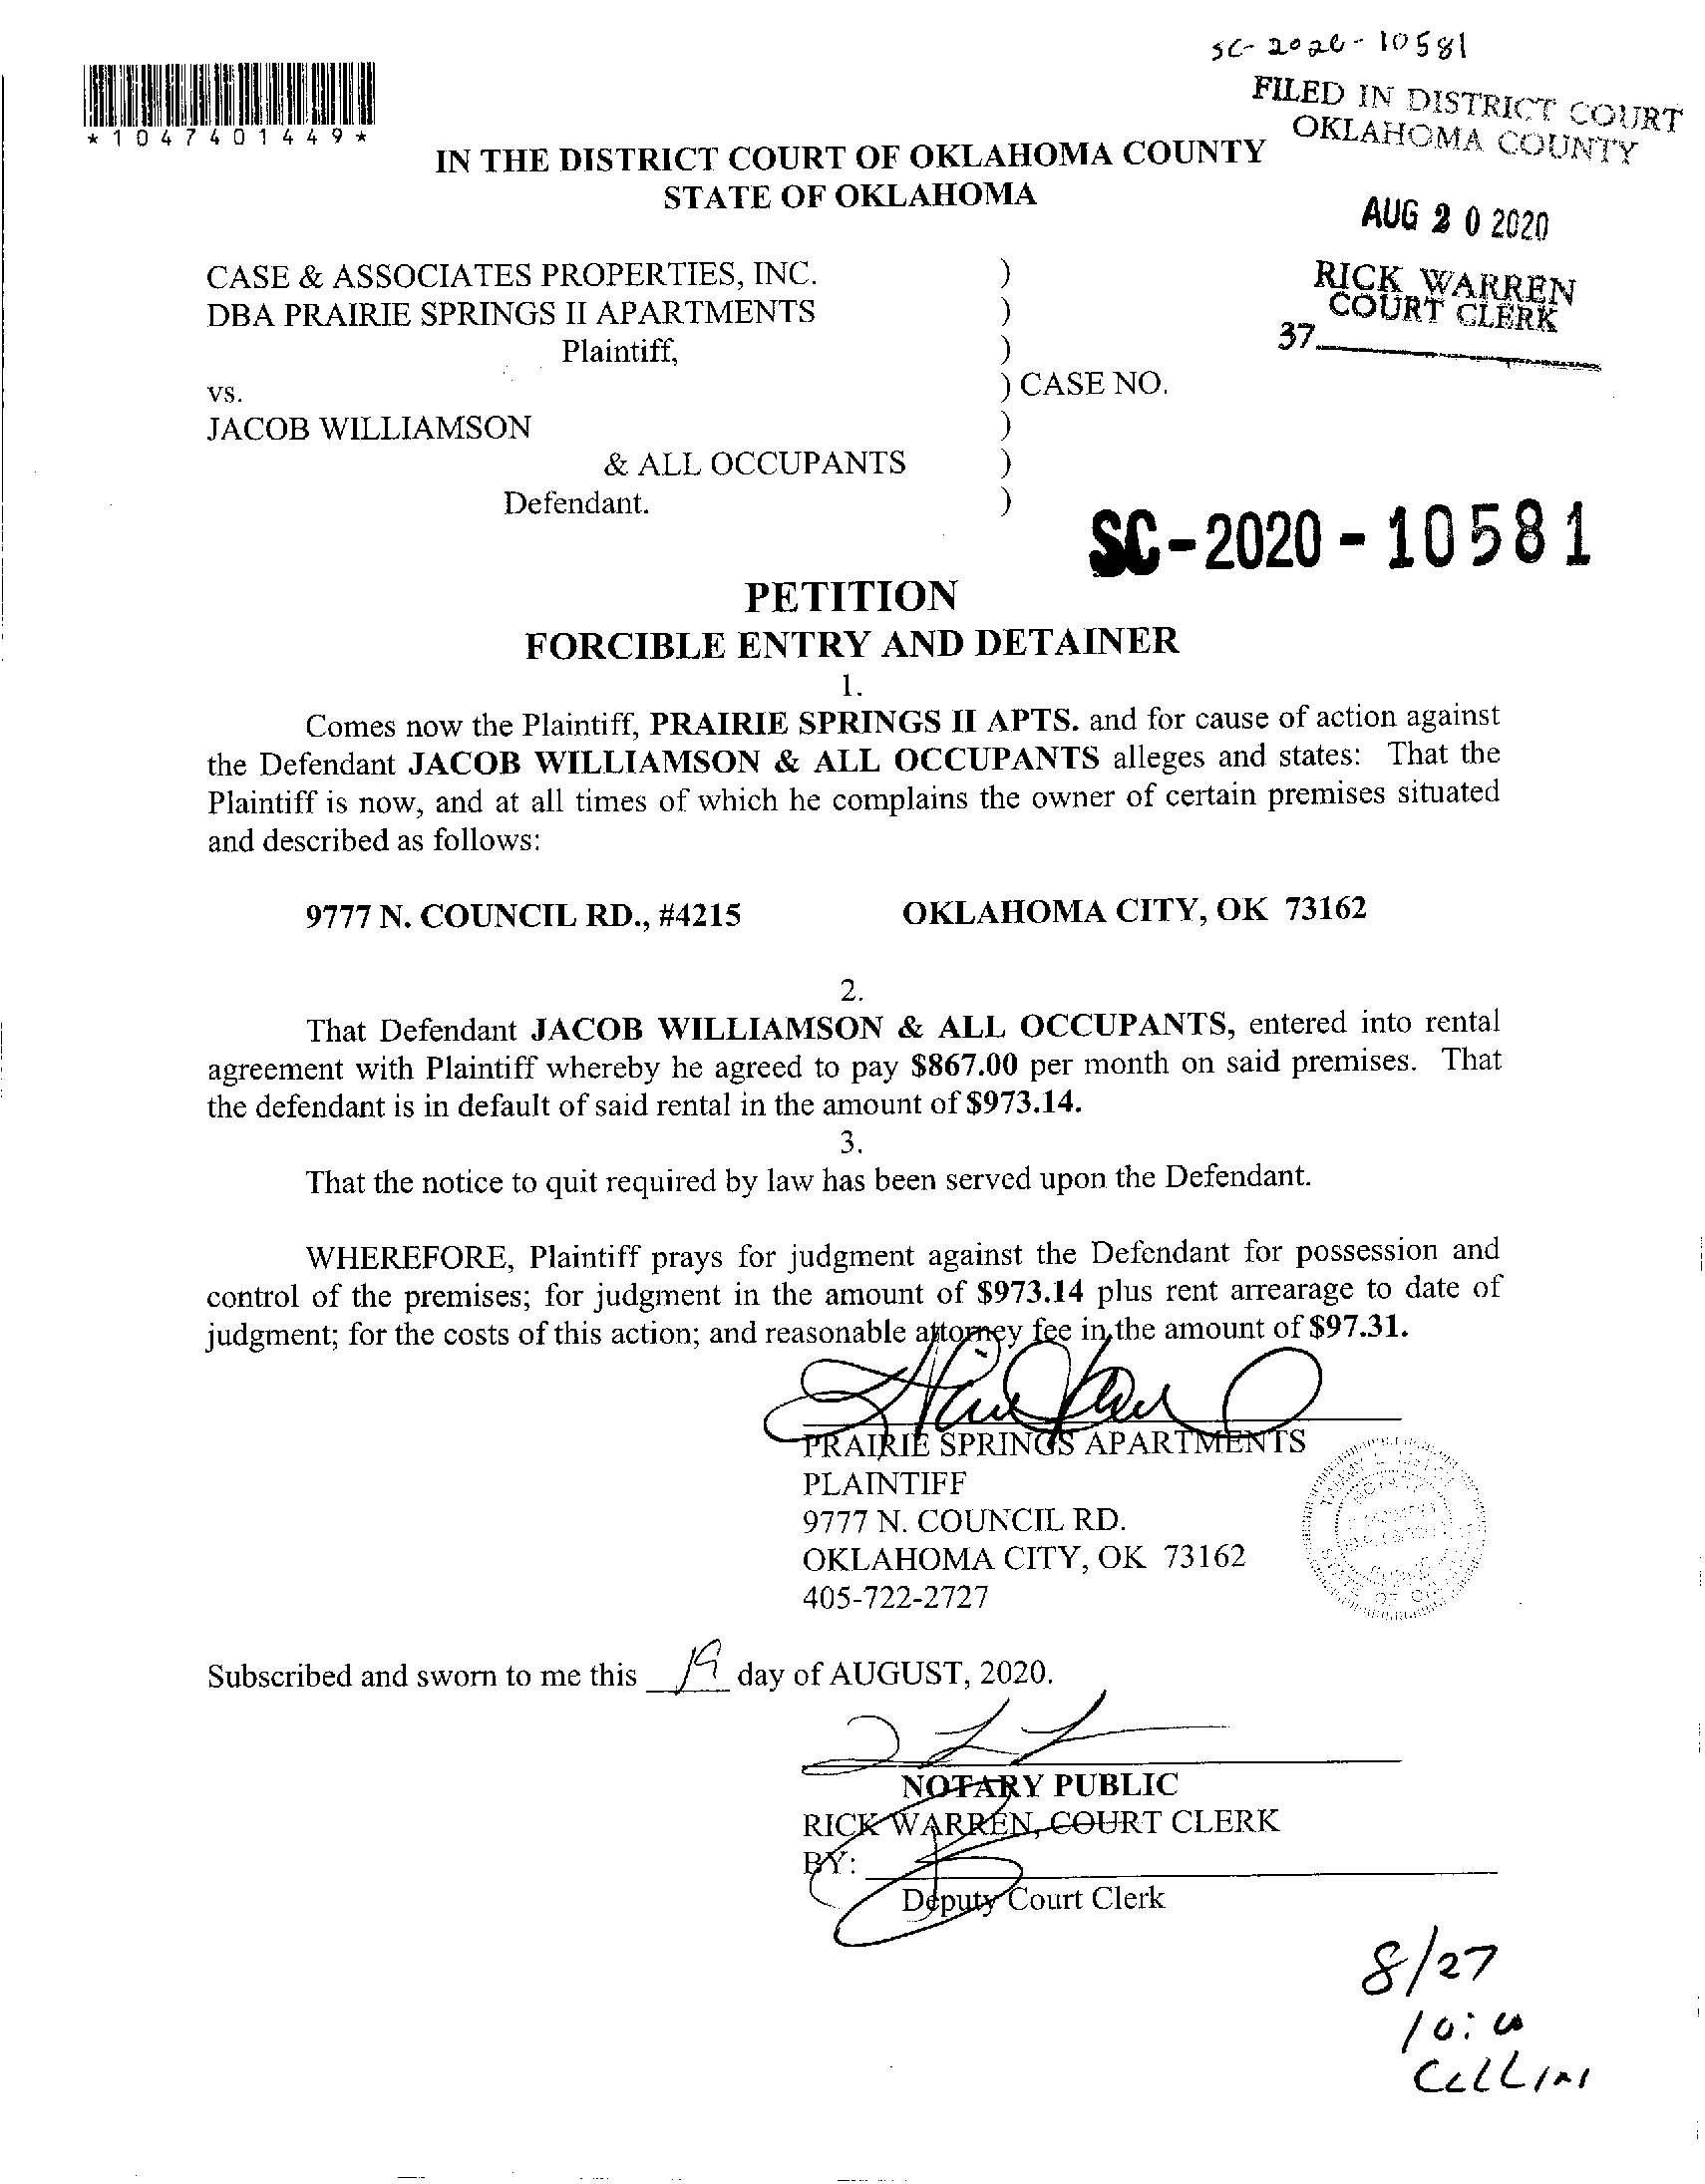 SC-2020-10581
*10474 01449*
FILED IN DISTRICT COURT
OKLAHOMA COUNTY
IN THE DISTRICT COURT OF OKLAHOMA COUNTY
STATE OF OKLAHOMA
AUG 20 2020
RICK WARREN
COURT CLERK
37
CASE & ASSOCIATES PROPERTIES, INC. )
DBA PRAIRIE SPRINGS II APARTMENTS )
Plaintiff, )
vs. ) CASE NO.
JACOB WILLIAMSON )
& ALL OCCUPANTS )
Defendant. )
SC-2020-10581
PETITION
FORCIBLE ENTRY AND DETAINER
1.
Comes now the Plaintiff, PRAIRIE SPRINGS II APTS. and for cause of action against
the Defendant JACOB WILLIAMSON & ALL OCCUPANTS alleges and states: That the
Plaintiff is now, and at all times of which he complains the owner of certain premises situated
and described as follows:
9777 N. COUNCIL RD., #4215 OKLAHOMA CITY, OK 73162
2.
That Defendant JACOB WILLIAMSON & ALL OCCUPANTS, entered into rental
agreement with Plaintiff whereby he agreed to pay $867.00 per month on said premises. That
the defendant is in default of said rental in the amount of $973.14.
3.
That the notice to quit required by law has been served upon the Defendant.
WHEREFORE, Plaintiff prays for judgment against the Defendant for possession and
control of the premises; for judgment in the amount of $973.14 plus rent arrearage to date of
judgment; for the costs of this action; and reasonable attorney fee in the amount of $97.31.
PRAIRIE SPRINGS APARTMENTS
PLAINTIFF
9777 N. COUNCIL RD.
OKLAHOMA CITY, OK 73162
405-722-2727
Subscribed and sworn to me this 19 day of AUGUST, 2020.
NOTARY PUBLIC
RICK WARREN, COURT CLERK
BY:
Deputy Court Clerk
8/27